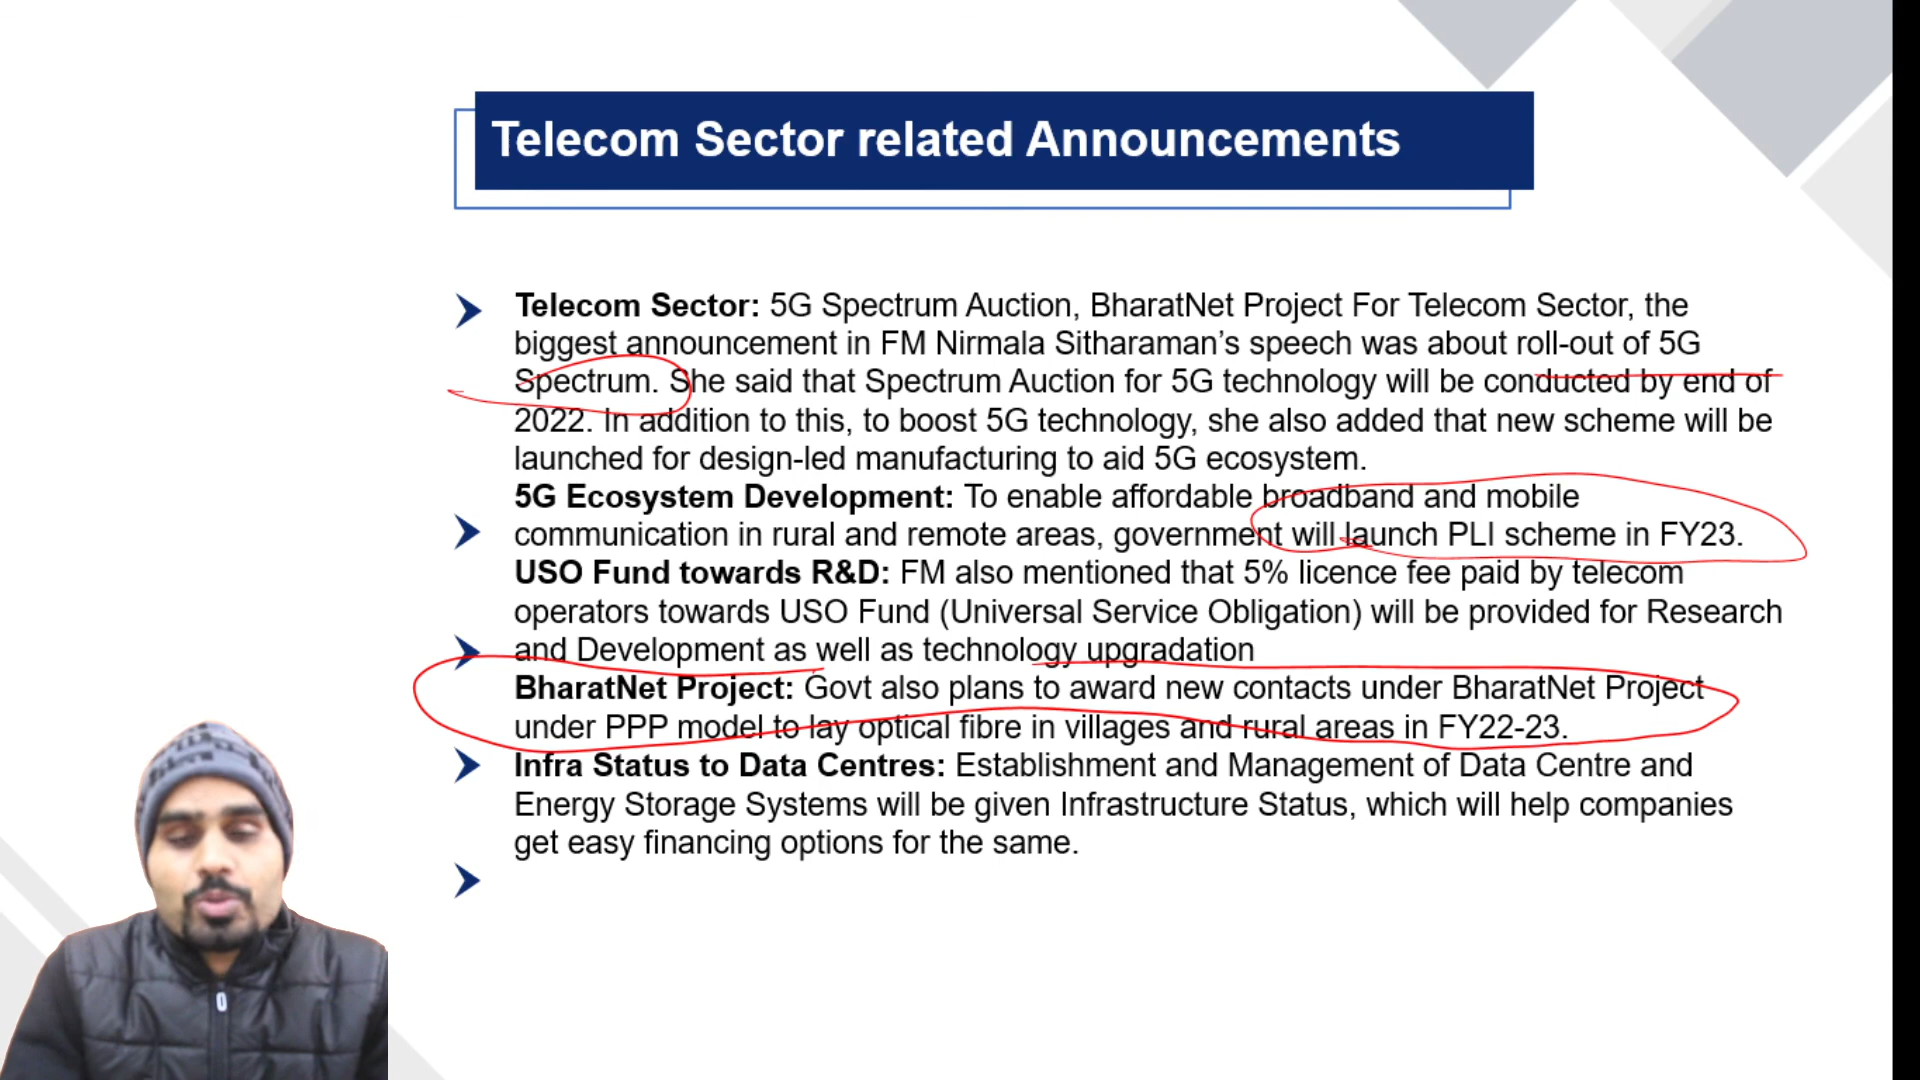 Telecom Sector related Announcements
Telecom Sector: 5G Spectrum Auction, BharatNet Project For Telecom Sector, the
biggest announcement in FM Nirmala Sitharaman’s speech was about roll-out of 5G
Spectrum. She said that Spectrum Auction for 5G technology will be conducted by end of
2022. In addition to this, to boost 5G technology, she also added that new scheme will be
launched for design-led manufacturing to aid 5G ecosystem.
5G Ecosystem Development: To enable affordable broadband and mobile
communication in rural and remote areas, government will launch PLI scheme in FY23.
USO Fund towards R&D: FM also mentioned that 5% licence fee paid by telecom
operators towards USO Fund (Universal Service Obligation) will be provided for Research
and Development as well as technology upgradation
BharatNet Project: Govt also plans to award new contacts under BharatNet Project
under PPP model to lay optical fibre in villages and rural areas in FY22-23.
Infra Status to Data Centres: Establishment and Management of Data Centre and
Energy Storage Systems will be given Infrastructure Status, which will help companies
get easy financing options for the same.